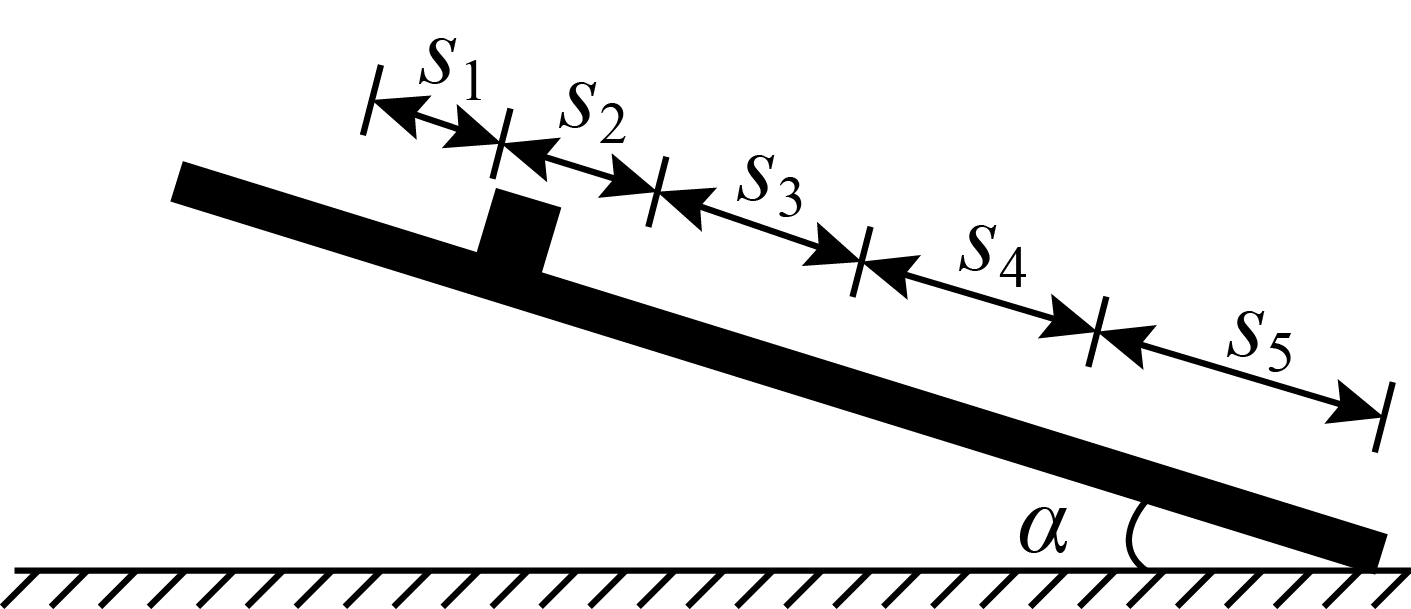 s₁
s₂
s₃
s₄
s₅
α